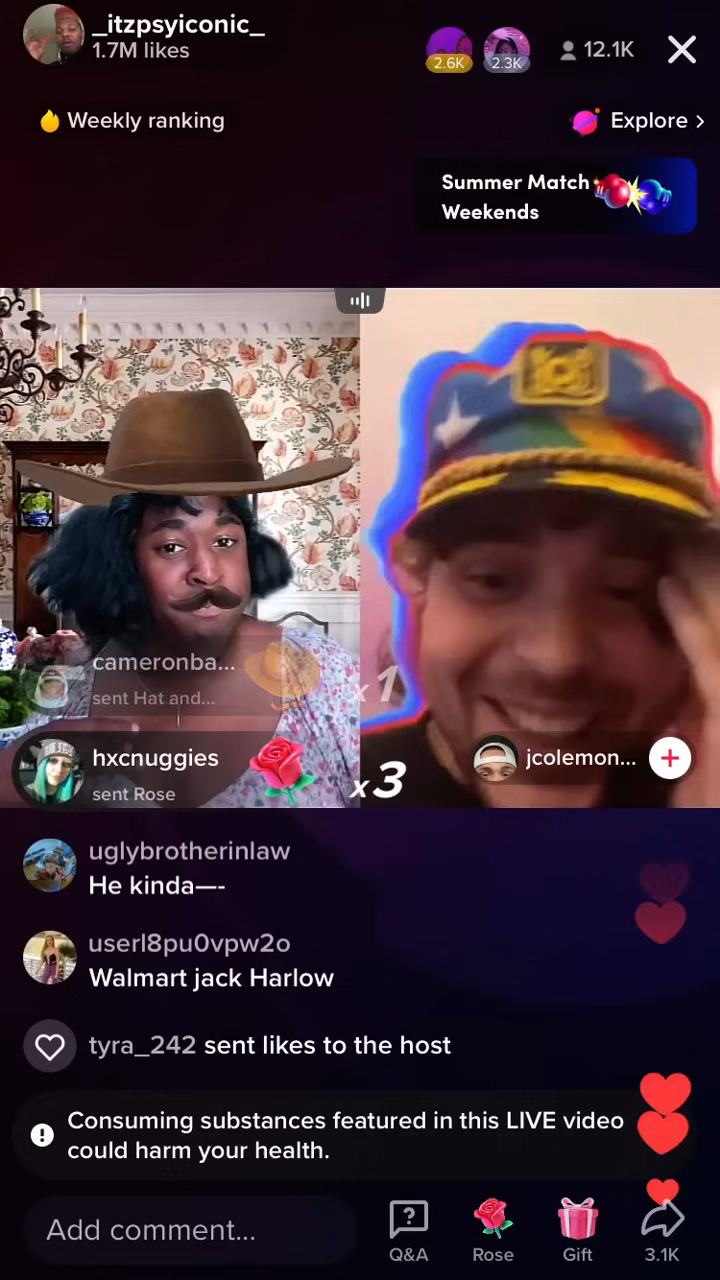 _itzpsyiconic_
1.7M likes
2.6K
2.3K
12.1K
Weekly ranking
Explore >
Summer Match
Weekends
cameronba...
sent Hat and...
x1
hxcnuggies
sent Rose
x3
jcolemon...
uglybrotherinlaw
He kinda—-
userl8pu0vpw2o
Walmart jack Harlow
tyra_242 sent likes to the host
Consuming substances featured in this LIVE video
could harm your health.
Add comment...
Q&A
Rose
Gift
3.1K